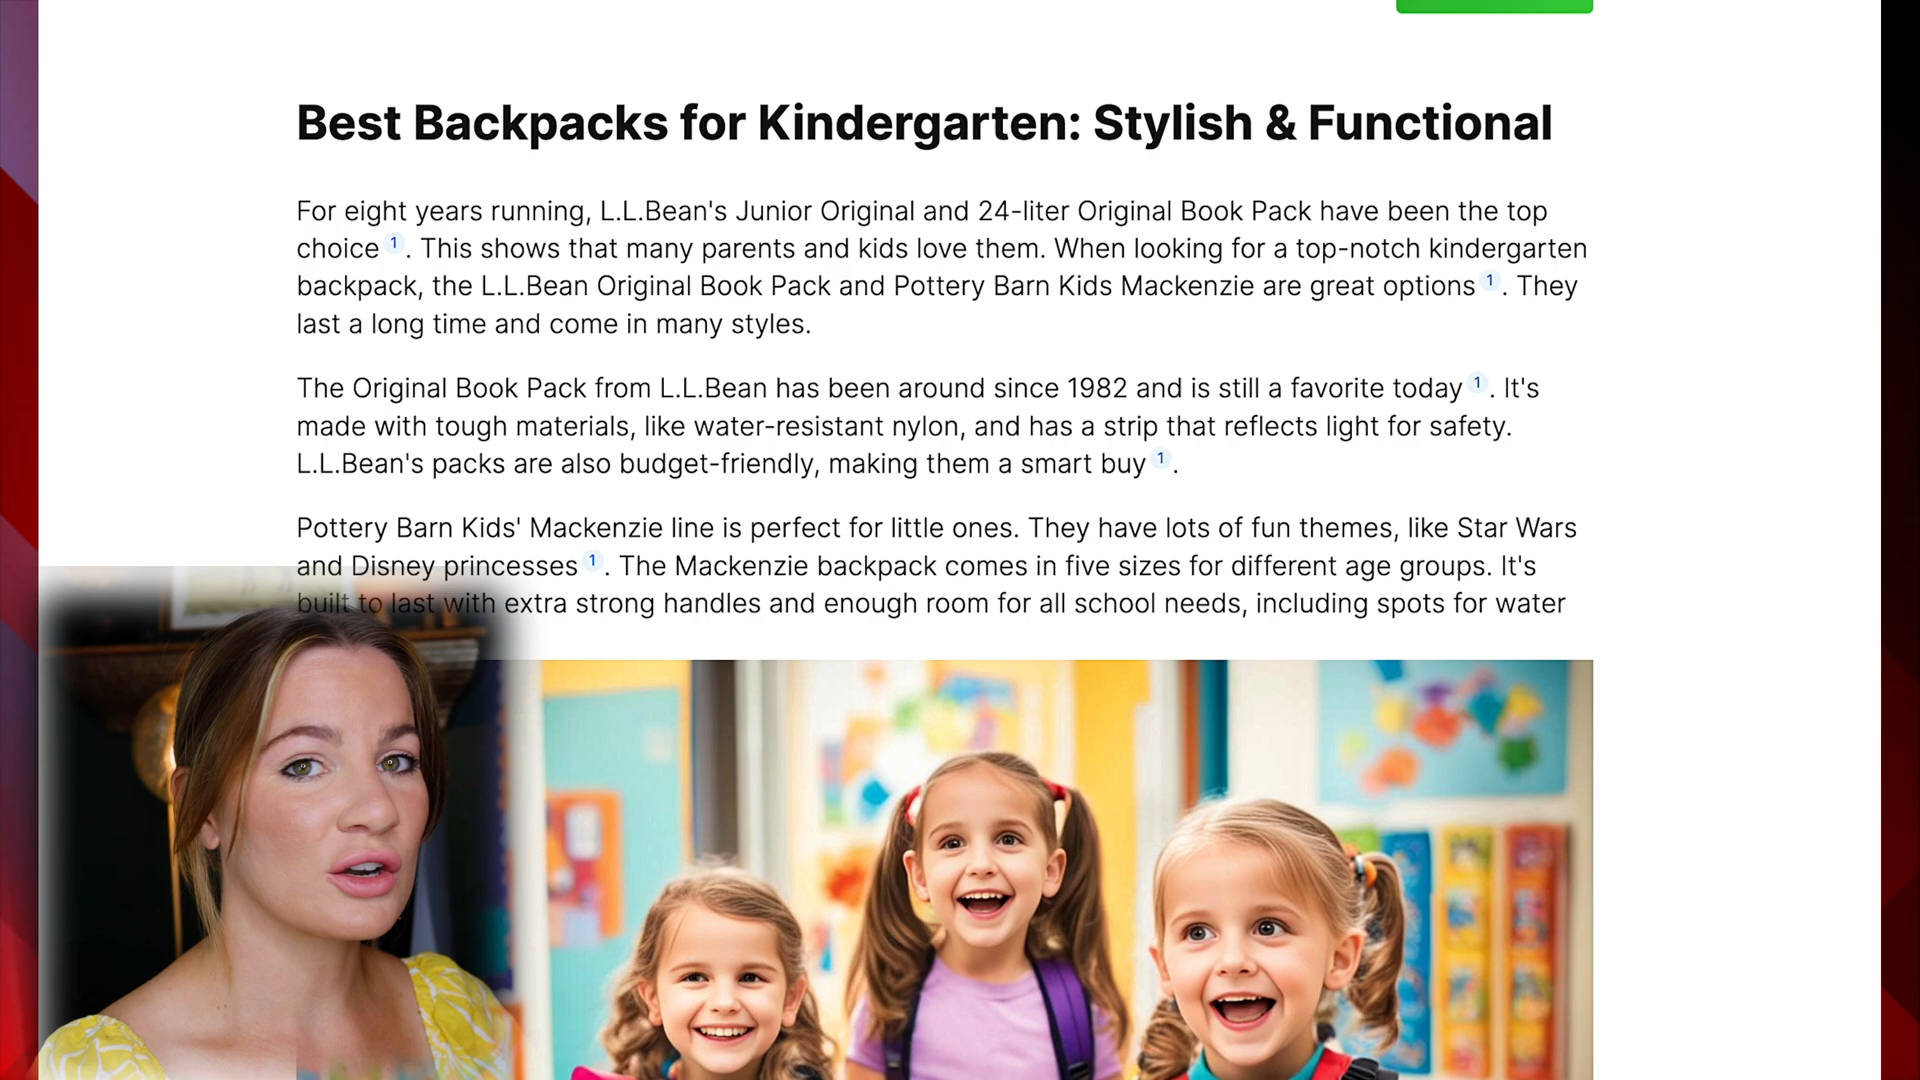 Best Backpacks for Kindergarten: Stylish & Functional
For eight years running, L.L.Bean's Junior Original and 24-liter Original Book Pack have been the top
choice 1. This shows that many parents and kids love them. When looking for a top-notch kindergarten
backpack, the L.L.Bean Original Book Pack and Pottery Barn Kids Mackenzie are great options 1. They
last a long time and come in many styles.
The Original Book Pack from L.L.Bean has been around since 1982 and is still a favorite today 1. It's
made with tough materials, like water-resistant nylon, and has a strip that reflects light for safety.
L.L.Bean's packs are also budget-friendly, making them a smart buy 1.
Pottery Barn Kids' Mackenzie line is perfect for little ones. They have lots of fun themes, like Star Wars
and Disney princesses 1. The Mackenzie backpack comes in five sizes for different age groups. It's
built to last with extra strong handles and enough room for all school needs, including spots for water